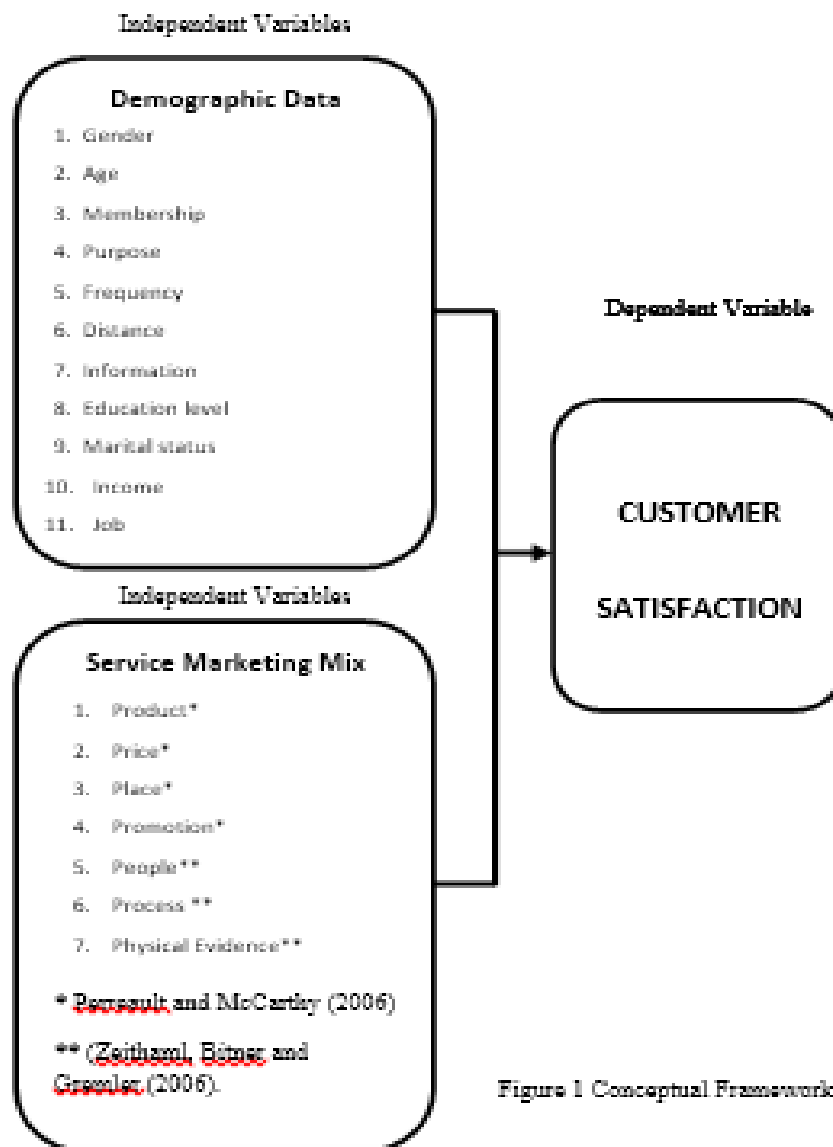 Independent Variables
Demographic Data
1. Gender
2. Age
3. Membership
4. Purpose
5. Frequency
6. Distance
7. Information
8. Education level
9. Marital status
10. Income
11. Job
Independent Variables
Service Marketing Mix
1. Product*
2. Price*
3. Place*
4. Promotion*
5. People**
6. Process **
7. Physical Evidence**
* Perreault and McCarthy (2006)
** (Zeithaml, Bitner and
Gremler (2006).
Dependent Variable
CUSTOMER
SATISFACTION
Figure 1 Conceptual Framework